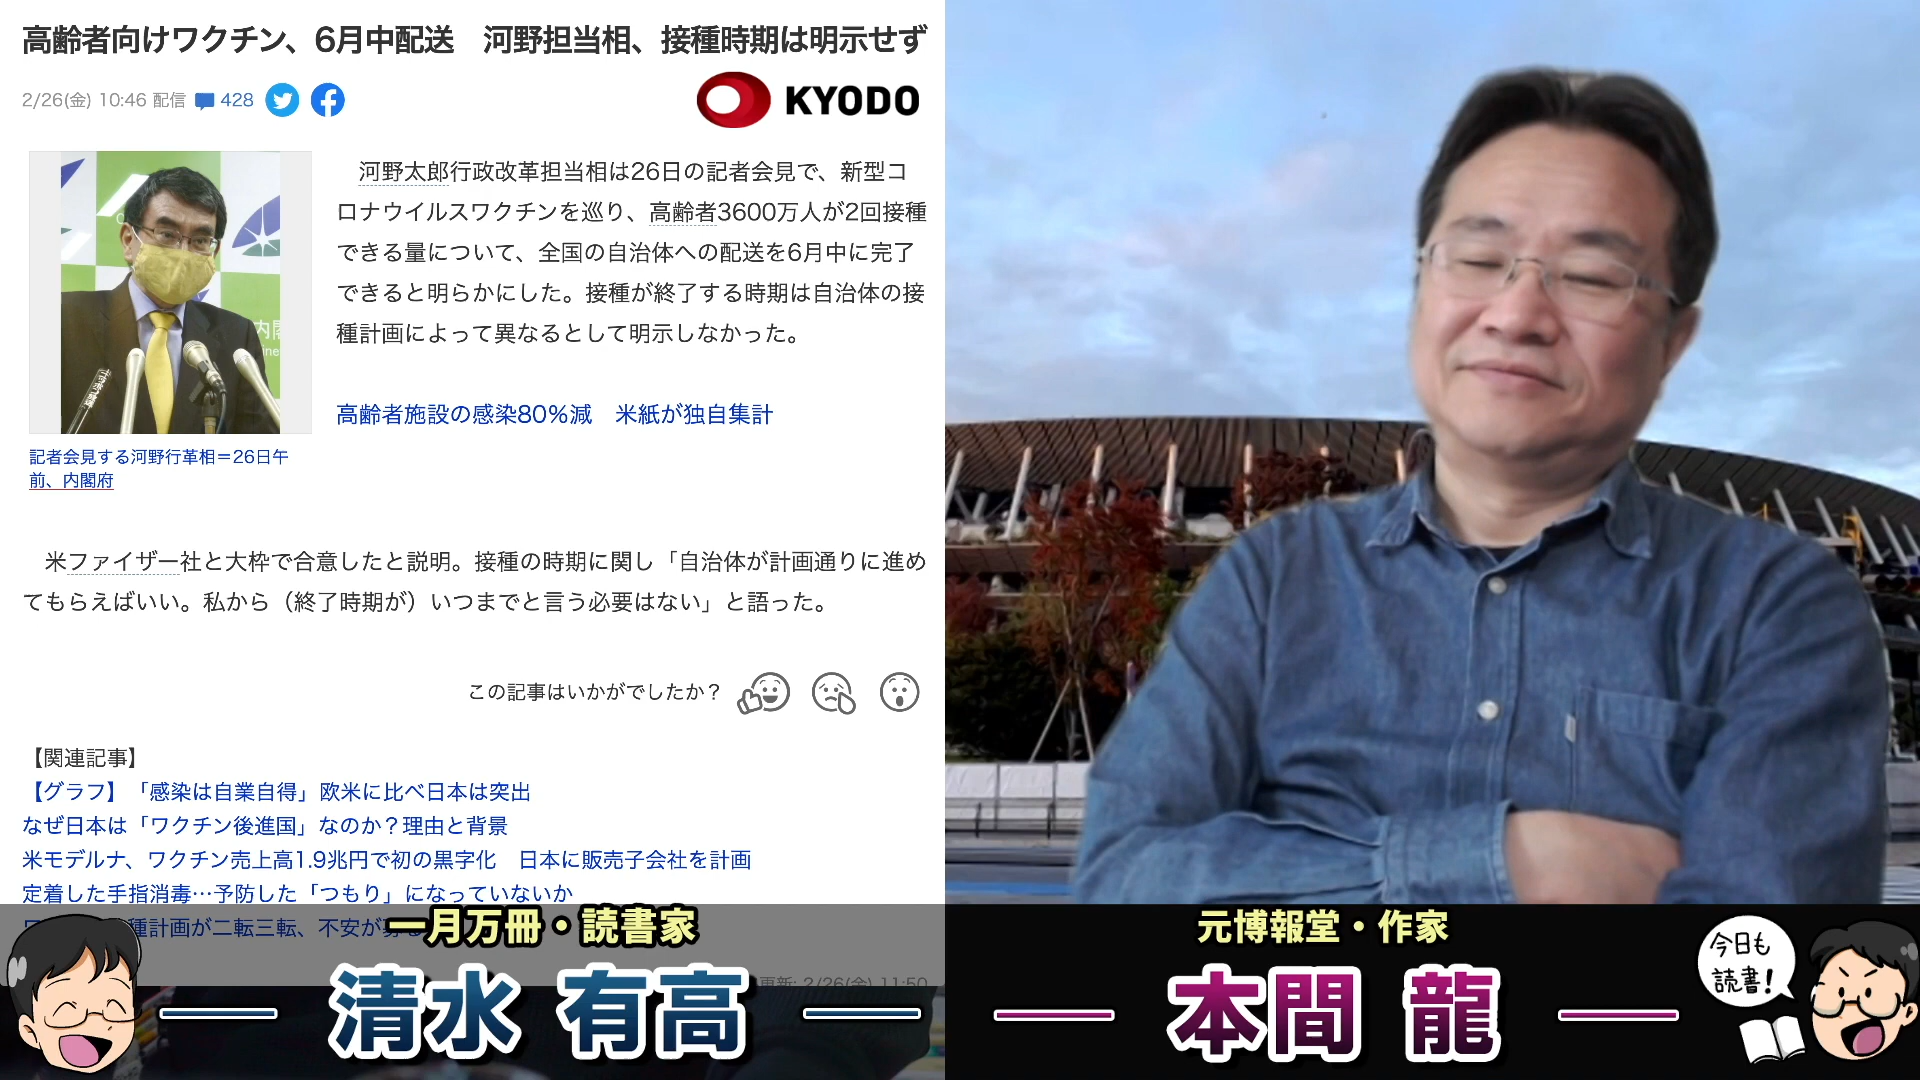 高齢者向けワクチン、6月中配送　河野担当相、接種時期は明示せず
2/26(金) 10:46 配信 428
KYODO
河野太郎行政改革担当相は26日の記者会見で、新型コ
ロナウイルスワクチンを巡り、高齢者3600万人が2回接種
できる量について、全国の自治体への配送を6月中に完了
できると明らかにした。接種が終了する時期は自治体の接
種計画によって異なるとして明示しなかった。
高齢者施設の感染80％減　米紙が独自集計
記者会見する河野行革相＝26日午
前、内閣府
米ファイザー社と大枠で合意したと説明。接種の時期に関し「自治体が計画通りに進め
てもらえばいい。私から（終了時期が）いつまでと言う必要はない」と語った。
この記事はいかがでしたか？
【関連記事】
【グラフ】「感染は自業自得」欧米に比べ日本は突出
なぜ日本は「ワクチン後進国」なのか？理由と背景
米モデルナ、ワクチン売上高1.9兆円で初の黒字化　日本に販売子会社を計画
定着した手指消毒…予防した「つもり」になっていないか
種計画が二転三転、不安が
更新: 2/26(金) 11:50
一月万冊・読書家
清水 有高
元博報堂・作家
本間 龍
今日も
読書！